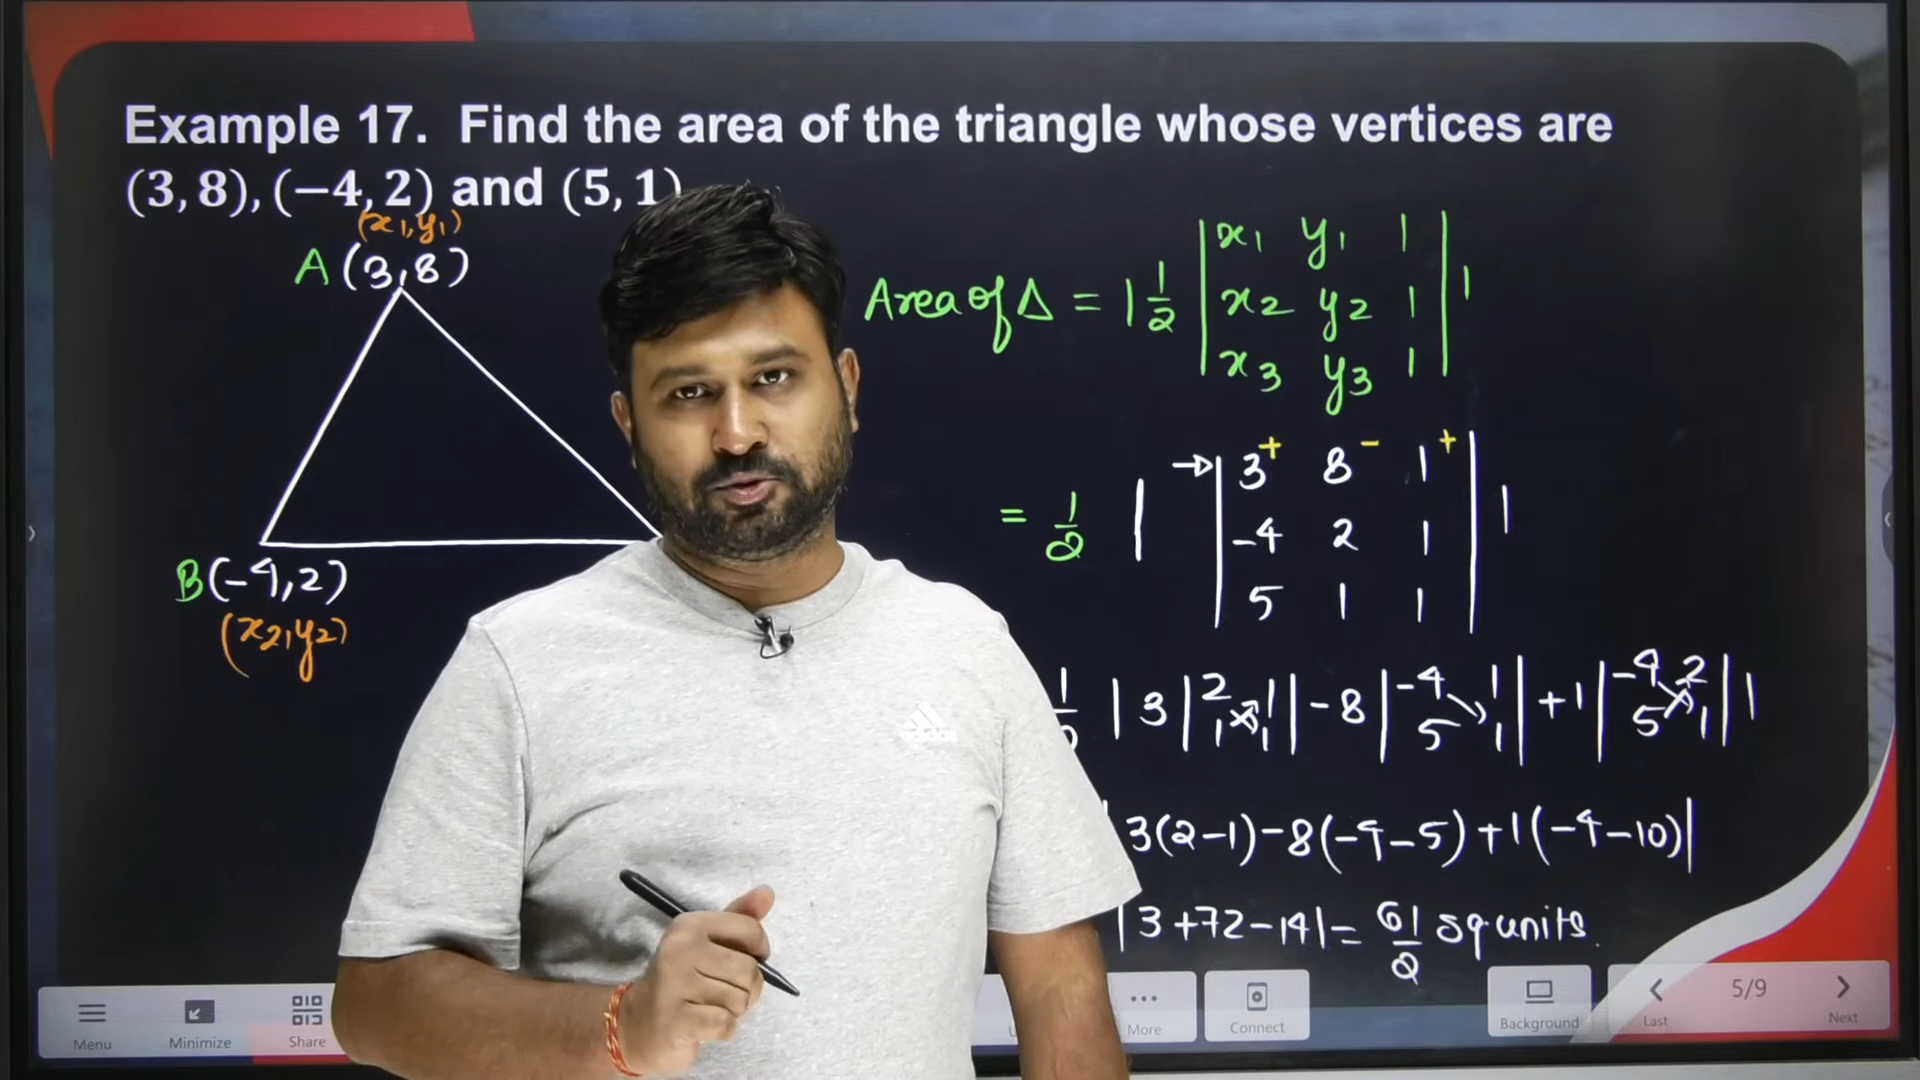 Example 17. Find the area of the triangle whose vertices are
(3, 8), (−4, 2) and (5, 1)
(x1, y1)
A (3, 8)
B (-4, 2)
(x2, y2)
Area of Δ = | 1/2 | x1 y1 1 |
| x2 y2 1 | |
| x3 y3 1 |
→ | 3+ 8- 1+ |
= 1/2 | | -4 2 1 | |
| 5 1 1 |
| 3 | 2 1 | - 8 | -4 1 | + 1 | -4 2 | |
| 1 1 | | 5 1 | | 5 1 |
3(2-1)-8(-4-5)+1(-4-10)|
|3+72-14| = 61/2 sq units.
Menu
Minimize
Share
More
Connect
Background
Last
5/9
Next
adidas